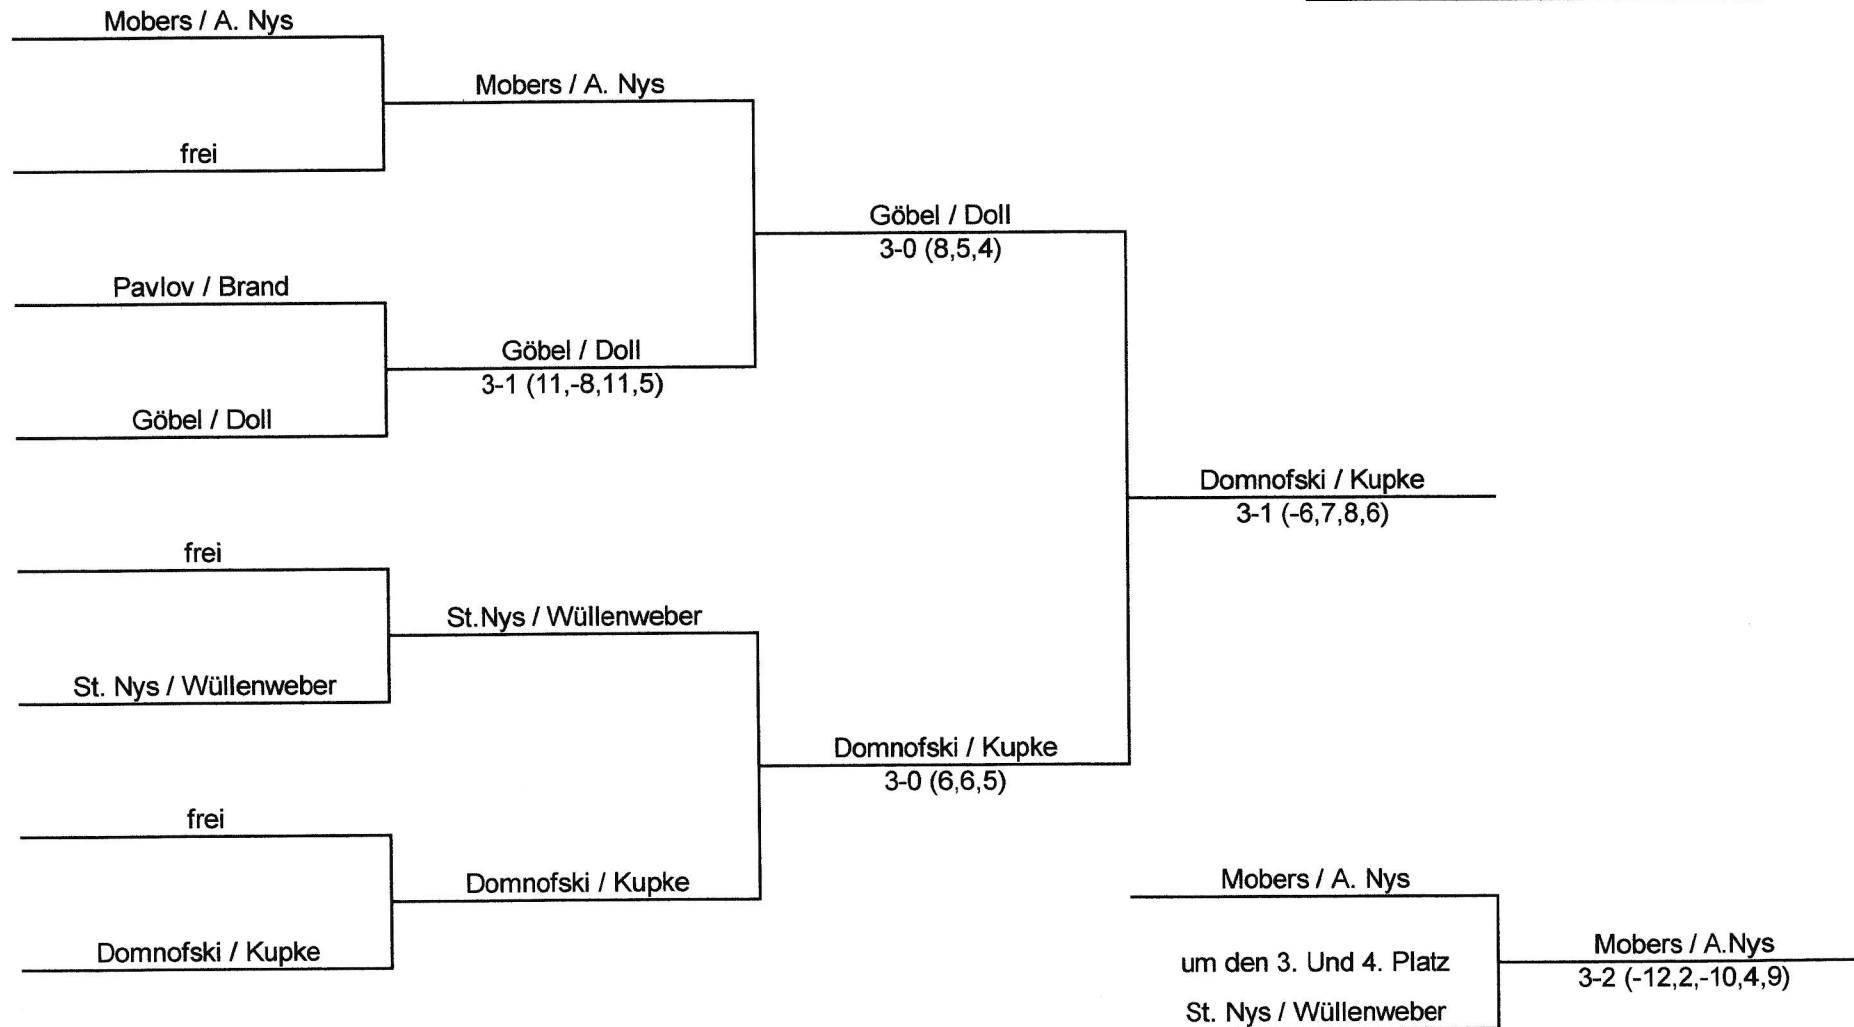 Mobers / A. Nys
frei
Pavlov / Brand
Göbel / Doll
frei
St. Nys / Wüllenweber
frei
Domnofski / Kupke
Mobers / A. Nys
Göbel / Doll
3-1 (11,-8,11,5)
St.Nys / Wüllenweber
Domnofski / Kupke
Göbel / Doll
3-0 (8,5,4)
Domnofski / Kupke
3-0 (6,6,5)
Domnofski / Kupke
3-1 (-6,7,8,6)
Mobers / A. Nys
um den 3. Und 4. Platz
St. Nys / Wüllenweber
Mobers / A.Nys
3-2 (-12,2,-10,4,9)